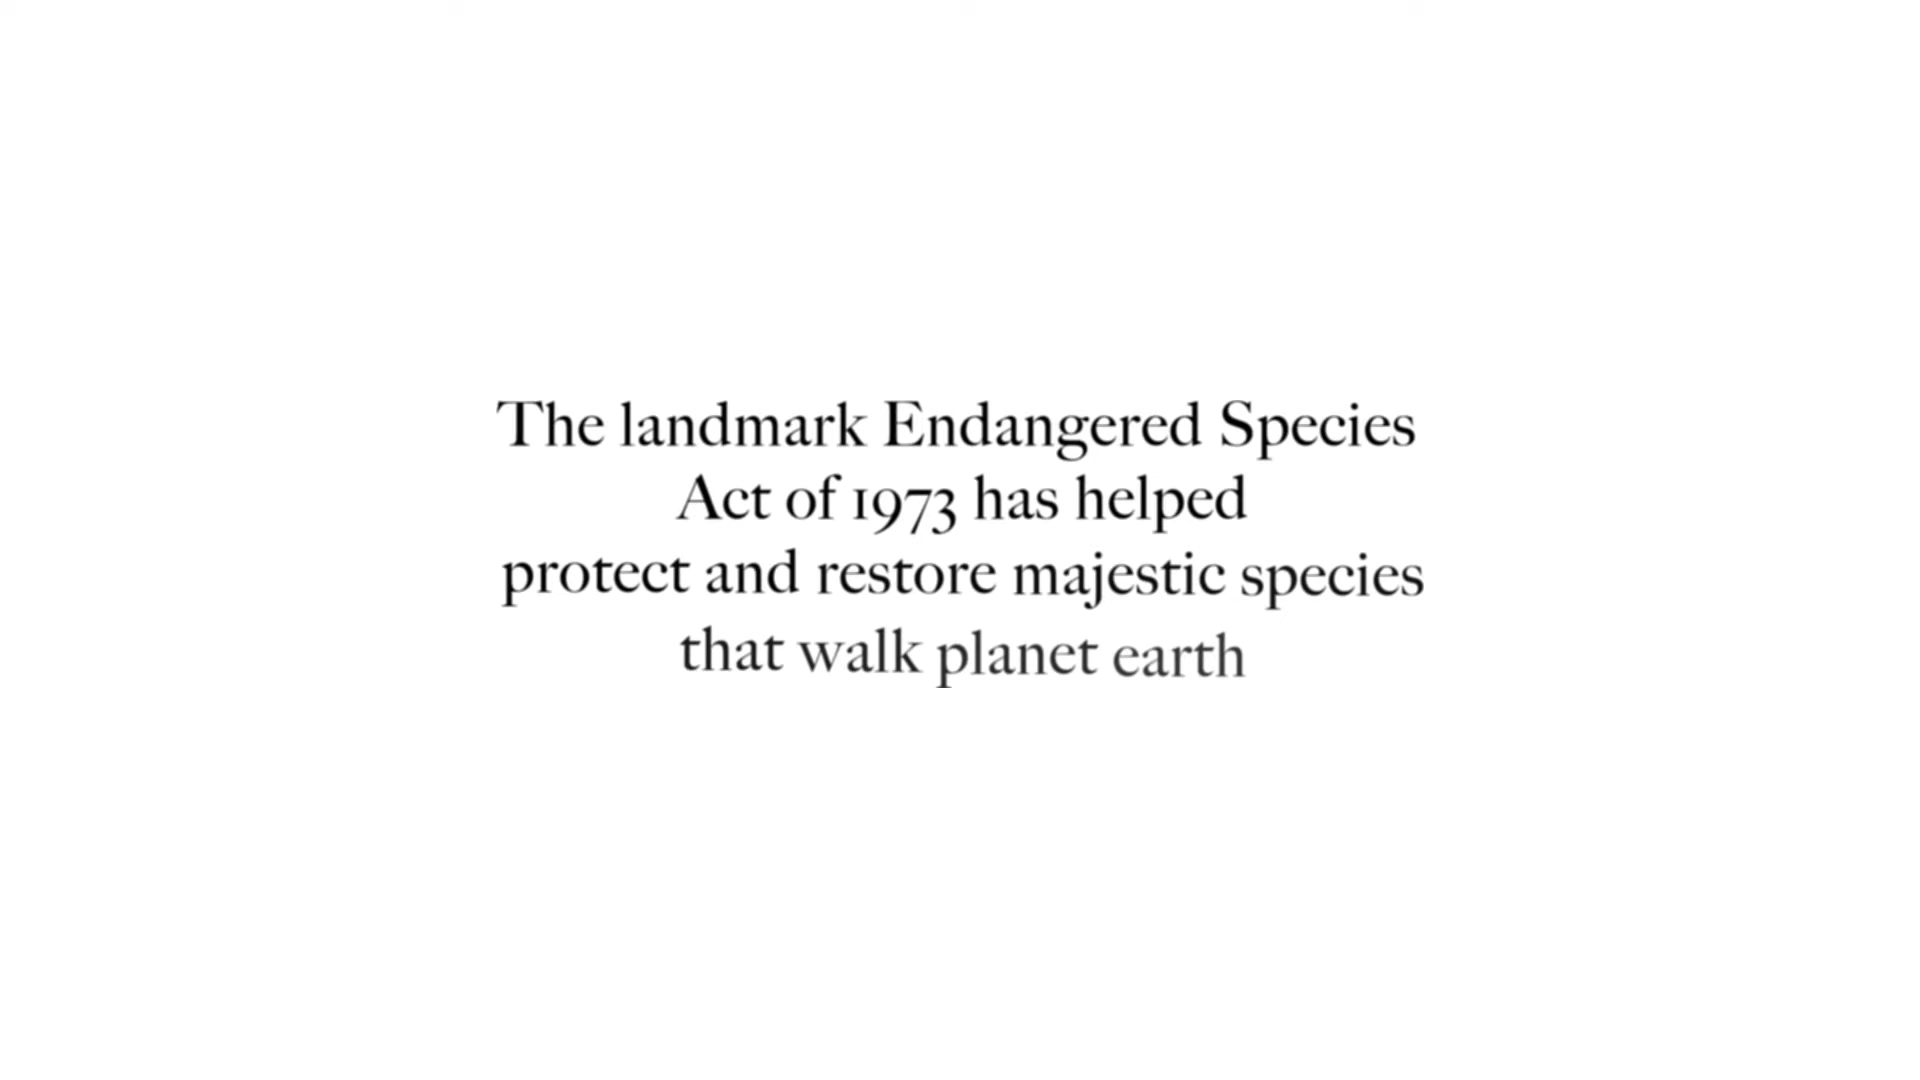 The landmark Endangered Species
Act of 1973 has helped
protect and restore majestic species
that walk planet earth